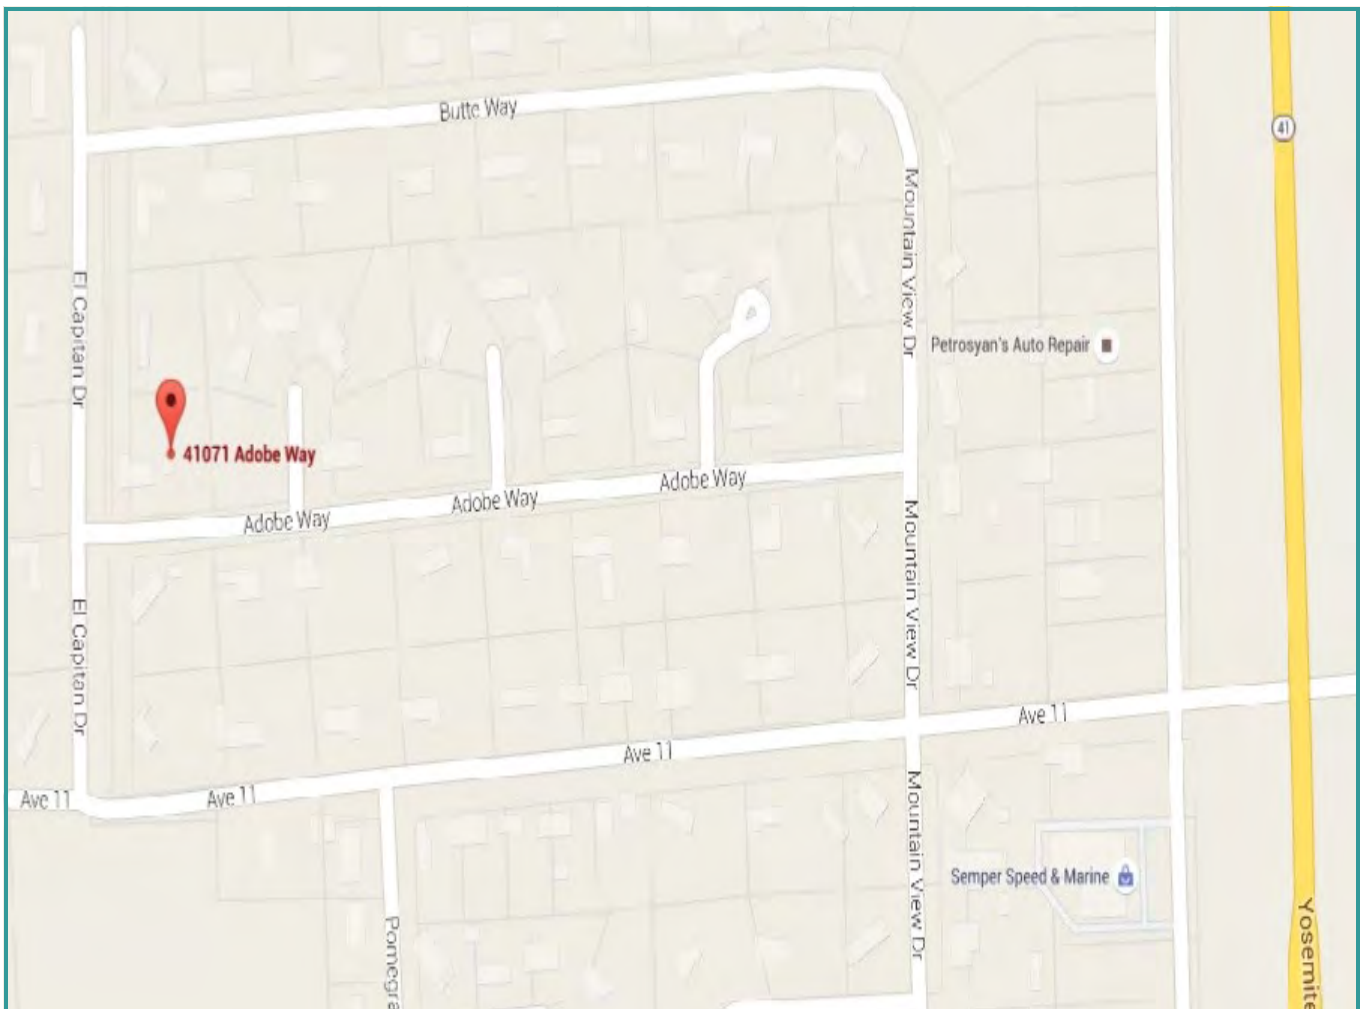 Butte Way
41
Mountain View Dr
El Capitan Dr
Petrosyan's Auto Repair
41071 Adobe Way
Adobe Way
Adobe Way
Adobe Way
Mountain View Dr
El Capitan Dr
Ave 11
Ave 11
Ave 11
Ave 11
Mountain View Dr
Semper Speed & Marine
Yosemite
Pomegra